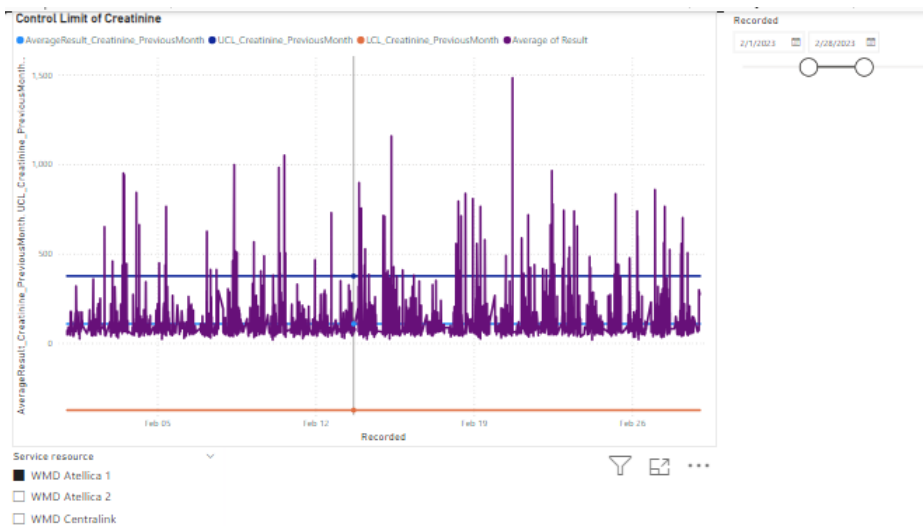 Control Limit of Creatinine
Recorded
AverageResult_Creatinine_PreviousMonth UCL_Creatinine_PreviousMonth LCL_Creatinine_PreviousMonth Average of Result
2/1/2023 2/28/2023
AverageResult_Creatinine_PreviousMonth, UCL_Creatinine_PreviousMonth...
1,500
1,000
500
0
Feb 05 Feb 12 Feb 19 Feb 26
Recorded
Service resource
WMD Atellica 1
WMD Atellica 2
WMD Centralink